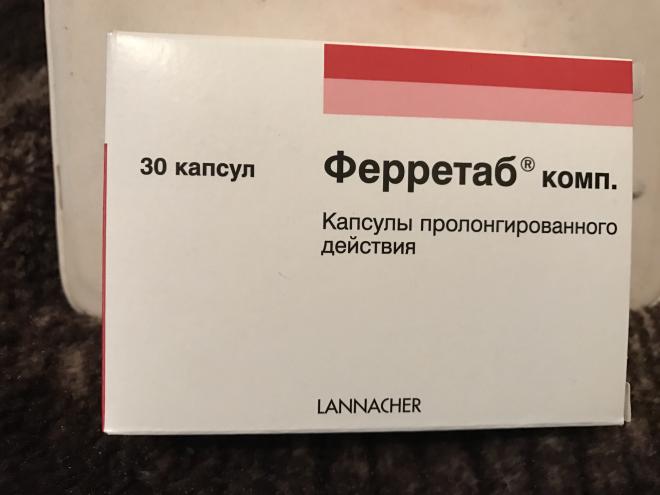 30 капсул
Ферретаб® комп.
Капсулы пролонгированного
действия
LANNACHER